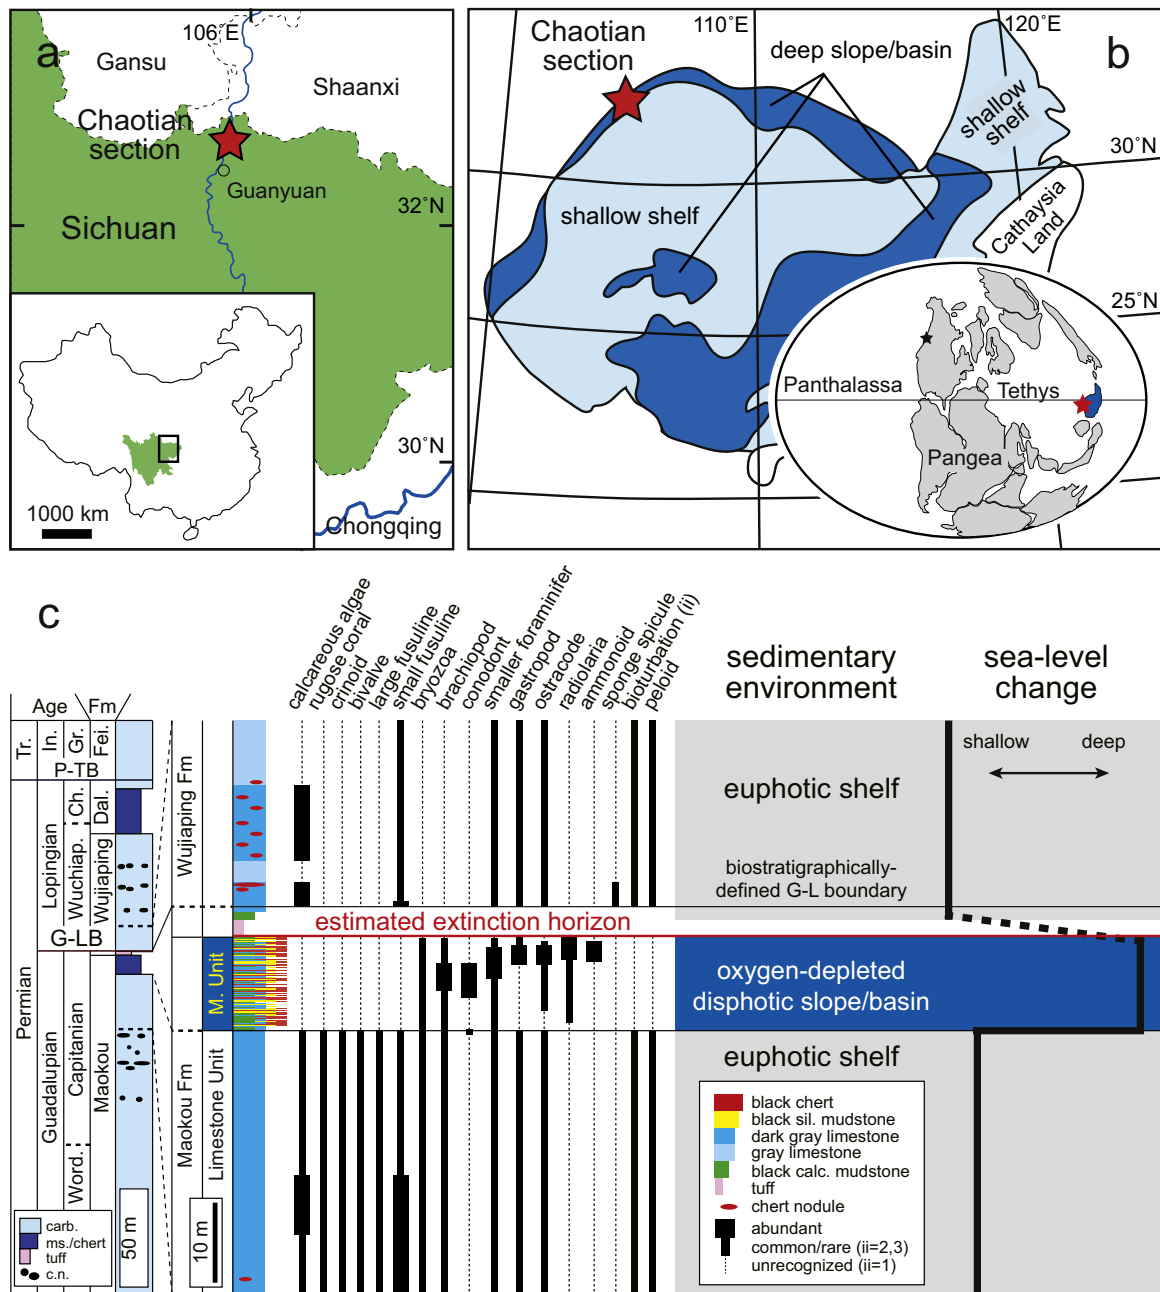 a
106˚E
Gansu
Shaanxi
Chaotian
section
Guanyuan
32˚N
Sichuan
30˚N
1000 km
Chongqing
b
110˚E
120˚E
Chaotian
section
deep slope/basin
shallow
shelf
30˚N
shallow shelf
Cathaysia
Land
25˚N
Panthalassa
Tethys
Pangea
c
calcareous algae
rugose coral
crinoid
bivalve
large fusuline
small fusuline
bryozoa
brachiopod
conodont
smaller foraminifer
gastropod
ostracode
radiolaria
ammonoid
sponge spicule
bioturbation (ii)
peloid
sedimentary
environment
sea-level
change
Age
Fm
Tr.
In.
Gr.
Fei.
P-TB
Lopingian
Ch.
Dal.
Wuchiap.
Wujiaping
G-LB
Permian
Guadalupian
Capitanian
Maokou
Word.
50 m
carb.
ms./chert
tuff
c.n.
Wujiaping Fm
M. Unit
Maokou Fm
Limestone Unit
10 m
shallow
deep
euphotic shelf
biostratigraphically-
defined G-L boundary
estimated extinction horizon
oxygen-depleted
disphotic slope/basin
euphotic shelf
black chert
black sil. mudstone
dark gray limestone
gray limestone
black calc. mudstone
tuff
chert nodule
abundant
common/rare (ii=2,3)
unrecognized (ii=1)